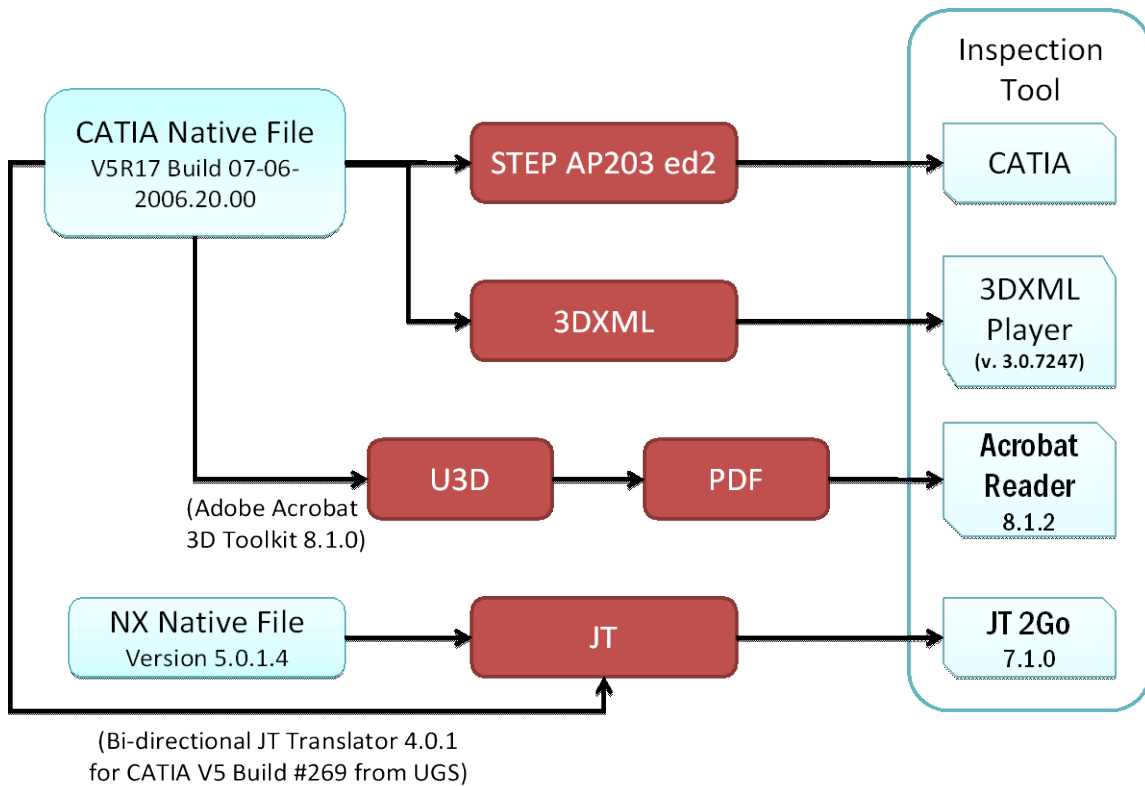 Inspection
Tool
CATIA Native File
V5R17 Build 07-06-
2006.20.00
STEP AP203 ed2
CATIA
3DXML
3DXML
Player
(v. 3.0.7247)
U3D
PDF
Acrobat
Reader
8.1.2
(Adobe Acrobat
3D Toolkit 8.1.0)
NX Native File
Version 5.0.1.4
JT
JT 2Go
7.1.0
(Bi-directional JT Translator 4.0.1
for CATIA V5 Build #269 from UGS)